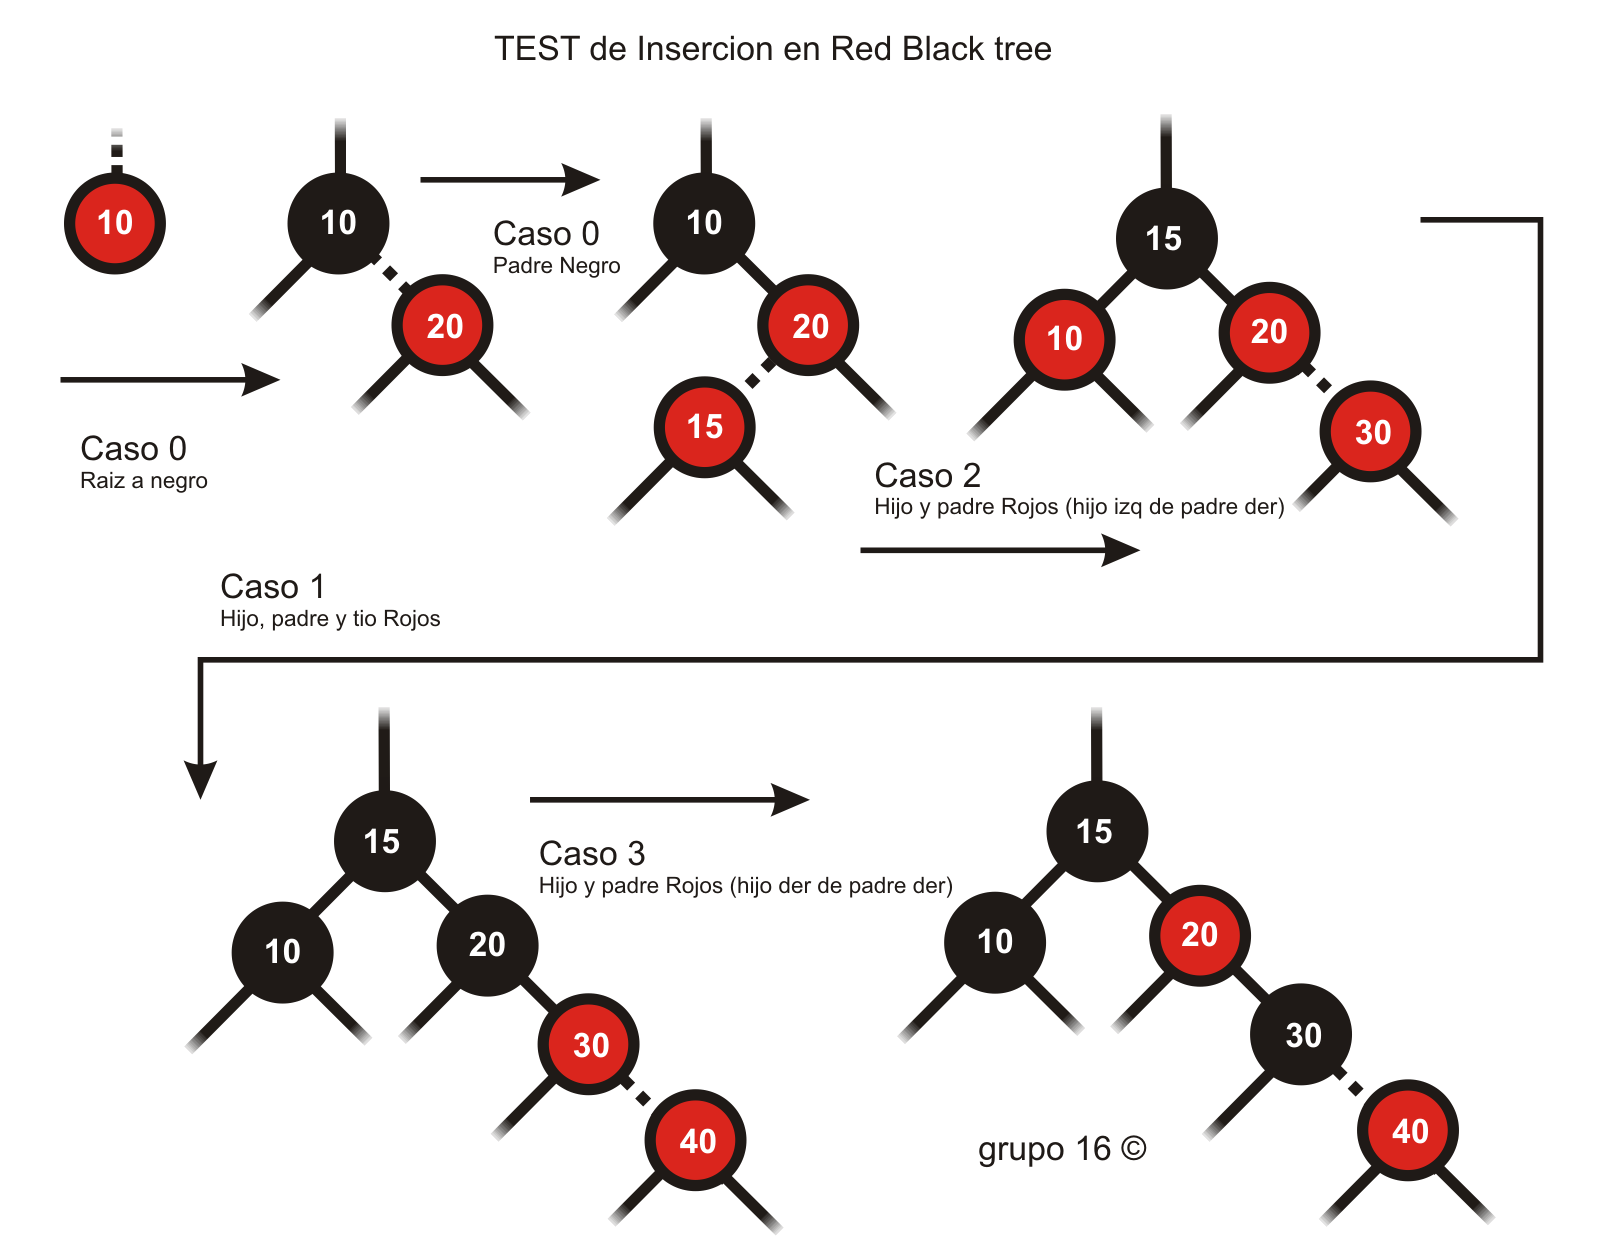 TEST de Insercion en Red Black tree
10
10
20
Caso 0
Padre Negro
10
20
15
15
10
20
30
Caso 0
Raiz a negro
Caso 2
Hijo y padre Rojos (hijo izq de padre der)
Caso 1
Hijo, padre y tio Rojos
15
10
20
30
40
Caso 3
Hijo y padre Rojos (hijo der de padre der)
15
10
20
30
40
grupo 16 ©